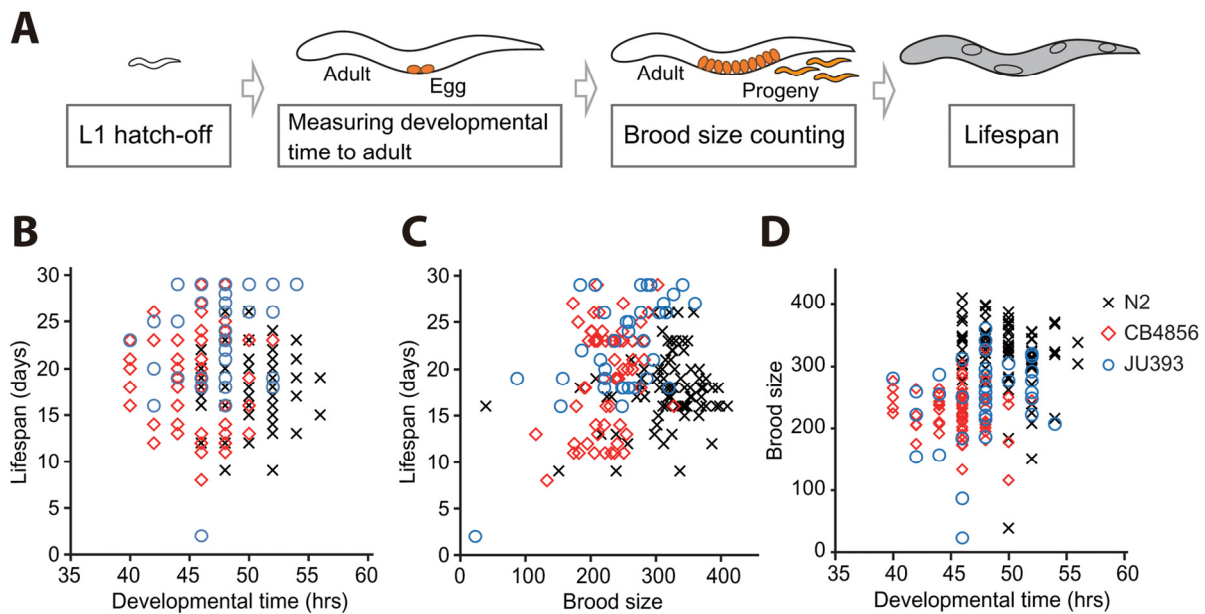 A
Adult
Egg
Adult
Progeny
L1 hatch-off
Measuring developmental
time to adult
Brood size counting
Lifespan
B
C
D
Lifespan (days)
30
25
20
15
10
5
0
35 40 45 50 55 60
Developmental time (hrs)
Lifespan (days)
30
25
20
15
10
5
0
0 100 200 300 400
Brood size
Brood size
400
300
200
100
0
35 40 45 50 55 60
Developmental time (hrs)
N2
CB4856
JU393